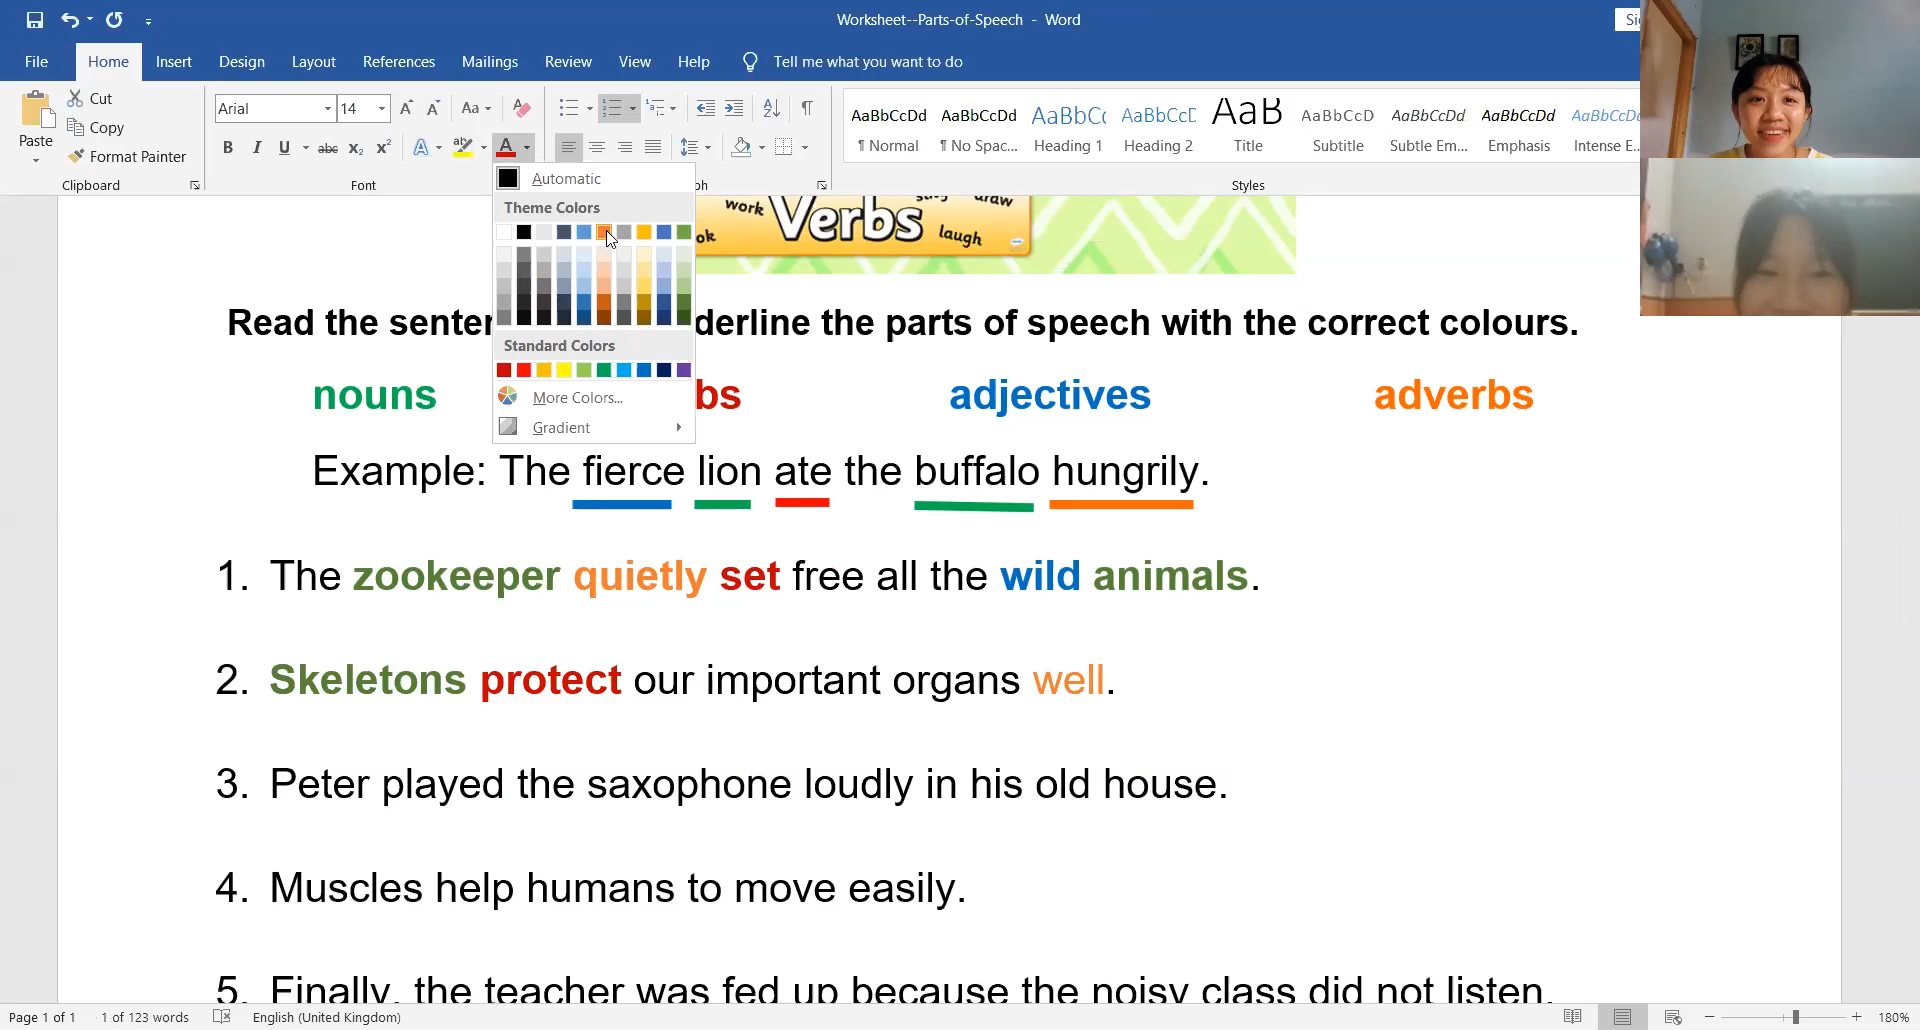 Worksheet--Parts-of-Speech - Word
File Home Insert Design Layout References Mailings Review View Help Tell me what you want to do
Paste
Cut
Copy
Format Painter
Clipboard
Arial 14
Font
Automatic
Theme Colors
Standard Colors
More Colors...
Gradient
AaBbCcDd AaBbCcDd AaBbCc AaBbCcD AaB AaBbCcD AaBbCcDd AaBbCcDd AaBbCcDc
¶ Normal ¶ No Spac... Heading 1 Heading 2 Title Subtitle Subtle Em... Emphasis Intense E...
Styles
work Verbs draw
laugh
Read the senten derline the parts of speech with the correct colours.
nouns bs adjectives adverbs
Example: The fierce lion ate the buffalo hungrily.
1. The zookeeper quietly set free all the wild animals.
2. Skeletons protect our important organs well.
3. Peter played the saxophone loudly in his old house.
4. Muscles help humans to move easily.
5. Finally, the teacher was fed up because the noisy class did not listen.
Page 1 of 1 1 of 123 words English (United Kingdom) 180%